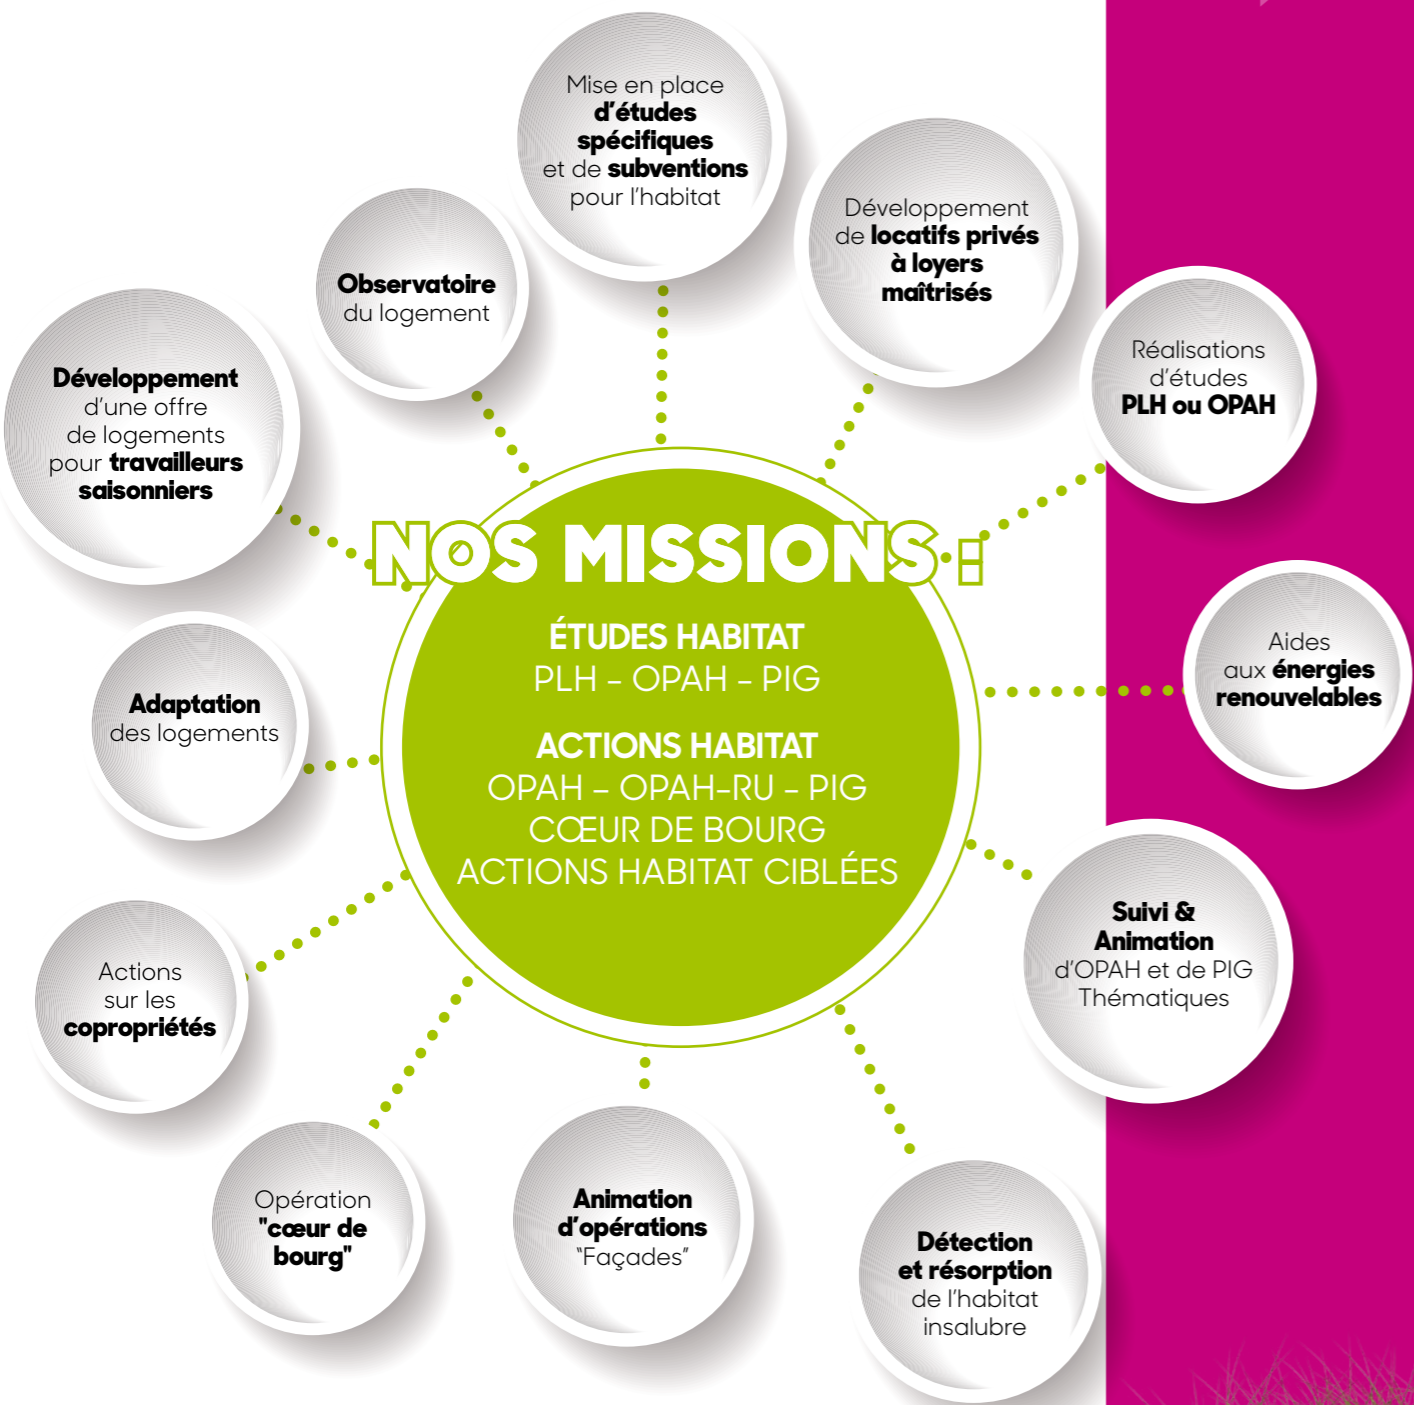 Mise en place
d'études
spécifiques
et de subventions
pour l'habitat
Développement
de locatifs privés
à loyers
maîtrisés
Observatoire
du logement
Réalisations
d'études
PLH ou OPAH
Développement
d'une offre
de logements
pour travailleurs
saisonniers
NOS MISSIONS :
ÉTUDES HABITAT
PLH - OPAH - PIG
ACTIONS HABITAT
OPAH – OPAH-RU - PIG
CŒUR DE BOURG
ACTIONS HABITAT CIBLÉES
Aides
aux énergies
renouvelables
Adaptation
des logements
Suivi &
Animation
d'OPAH et de PIG
Thématiques
Actions
sur les
copropriétés
Opération
"cœur de
bourg"
Animation
d'opérations
"Façades"
Détection
et résorption
de l'habitat
insalubre